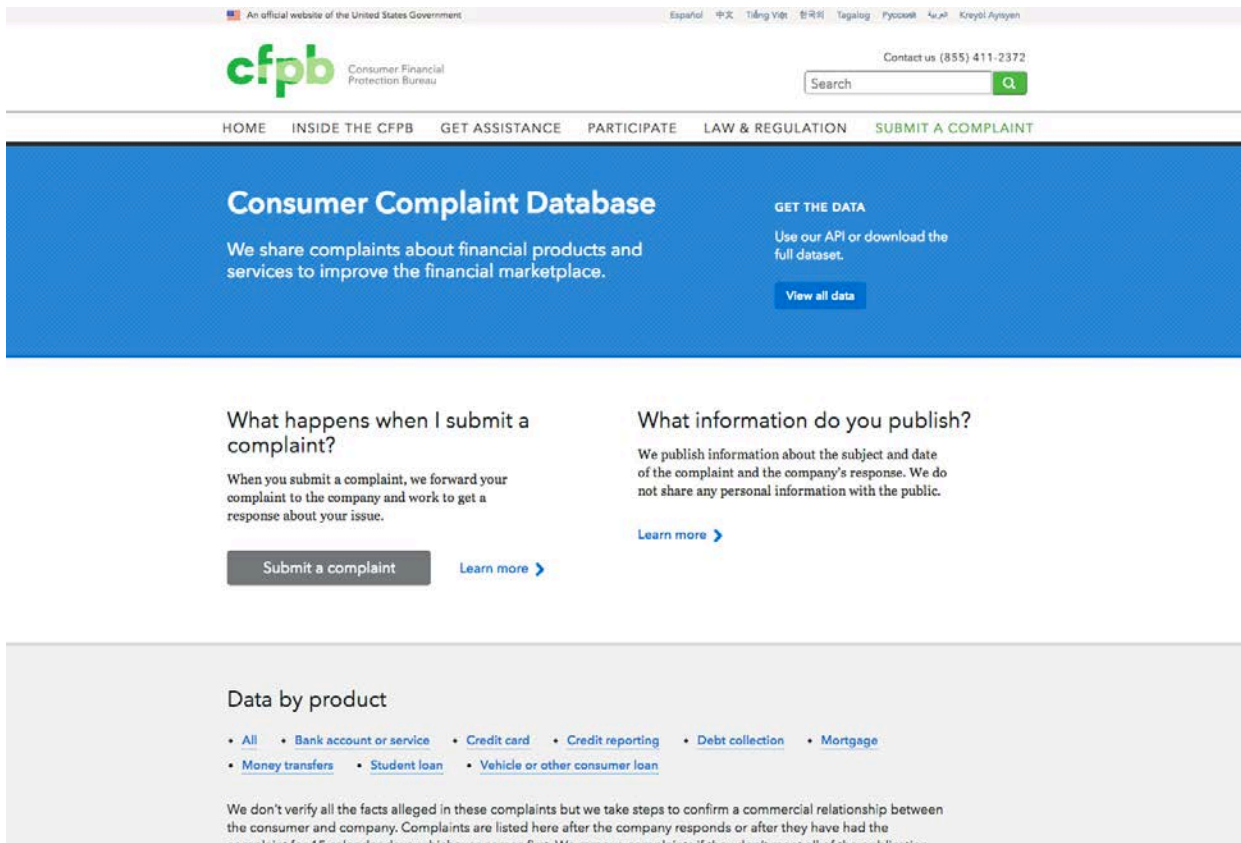 An official website of the United States Government
Español 中文 Tiếng Việt 한국어 Tagalog Русский العربية Kreyòl Ayisyen
cfpb Consumer Financial
Protection Bureau
Contact us (855) 411-2372
Search
HOME INSIDE THE CFPB GET ASSISTANCE PARTICIPATE LAW & REGULATION SUBMIT A COMPLAINT
Consumer Complaint Database
We share complaints about financial products and
services to improve the financial marketplace.
GET THE DATA
Use our API or download the
full dataset.
View all data
What happens when I submit a
complaint?
When you submit a complaint, we forward your
complaint to the company and work to get a
response about your issue.
Submit a complaint
Learn more
What information do you publish?
We publish information about the subject and date
of the complaint and the company's response. We do
not share any personal information with the public.
Learn more
Data by product
• All • Bank account or service • Credit card • Credit reporting • Debt collection • Mortgage
• Money transfers • Student loan • Vehicle or other consumer loan
We don't verify all the facts alleged in these complaints but we take steps to confirm a commercial relationship between
the consumer and company. Complaints are listed here after the company responds or after they have had the